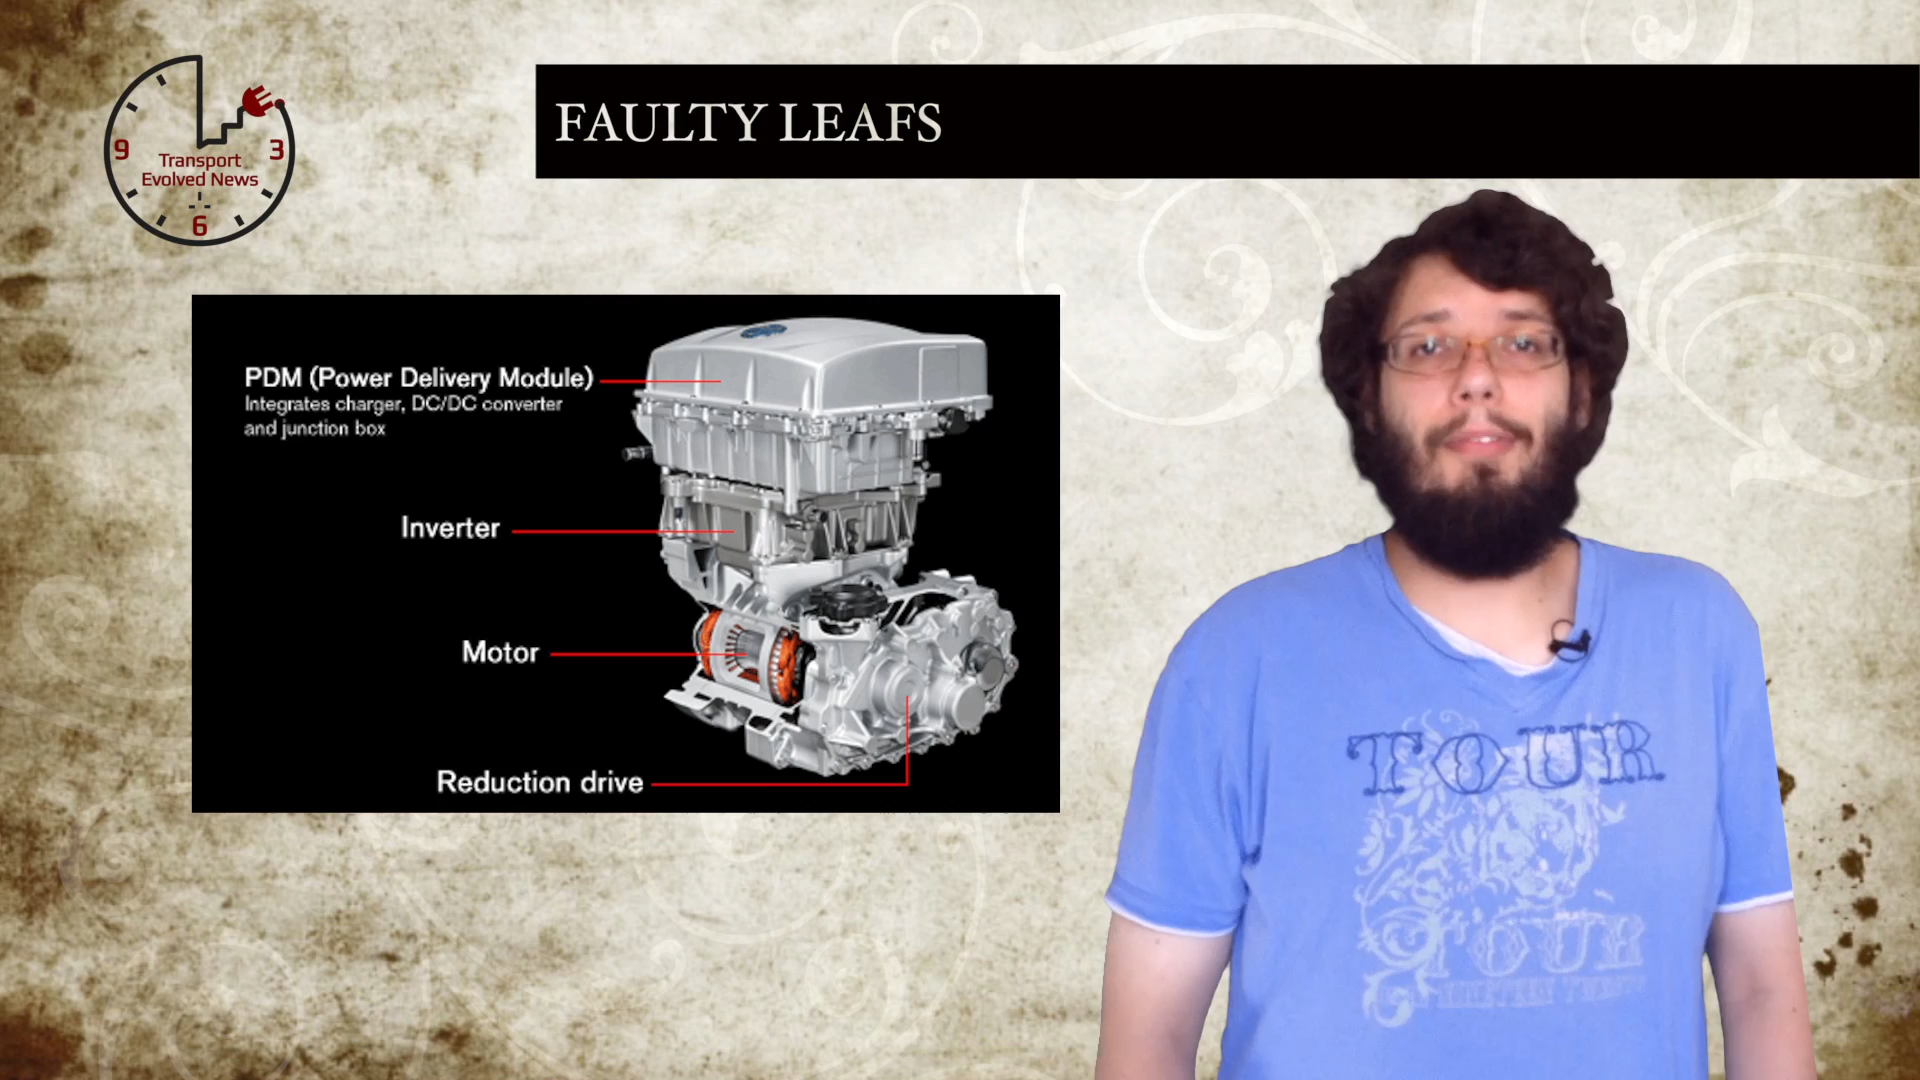 FAULTY LEAFS
9
3
Transport
Evolved News
6
PDM (Power Delivery Module)
Integrates charger, DC/DC converter
and junction box
Inverter
Motor
Reduction drive
TOUR
TOUR